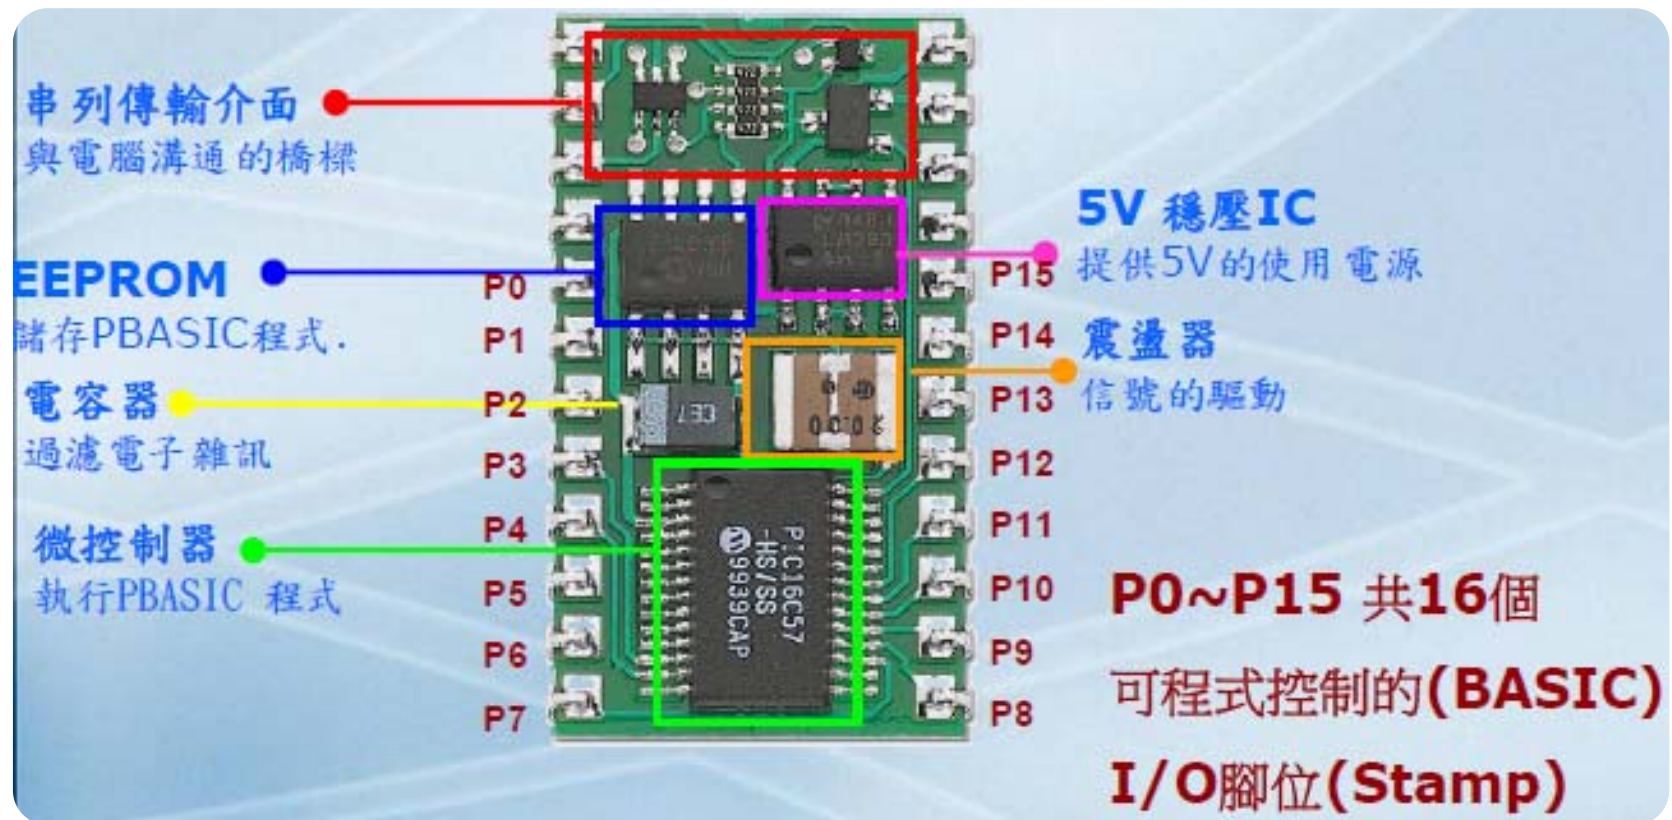 串列傳輸介面
與電腦溝通的橋樑
EEPROM
儲存PBASIC程式.
電容器
過濾電子雜訊
微控制器
執行PBASIC 程式
P0
P1
P2
P3
P4
P5
P6
P7
CE7
20.00
PIC16C57
-HS/SS
9939CAP
P15
P14
P13
P12
P11
P10
P9
P8
5V 穩壓IC
提供5V的使用電源
震盪器
信號的驅動
P0~P15 共16個
可程式控制的(BASIC)
I/O腳位(Stamp)